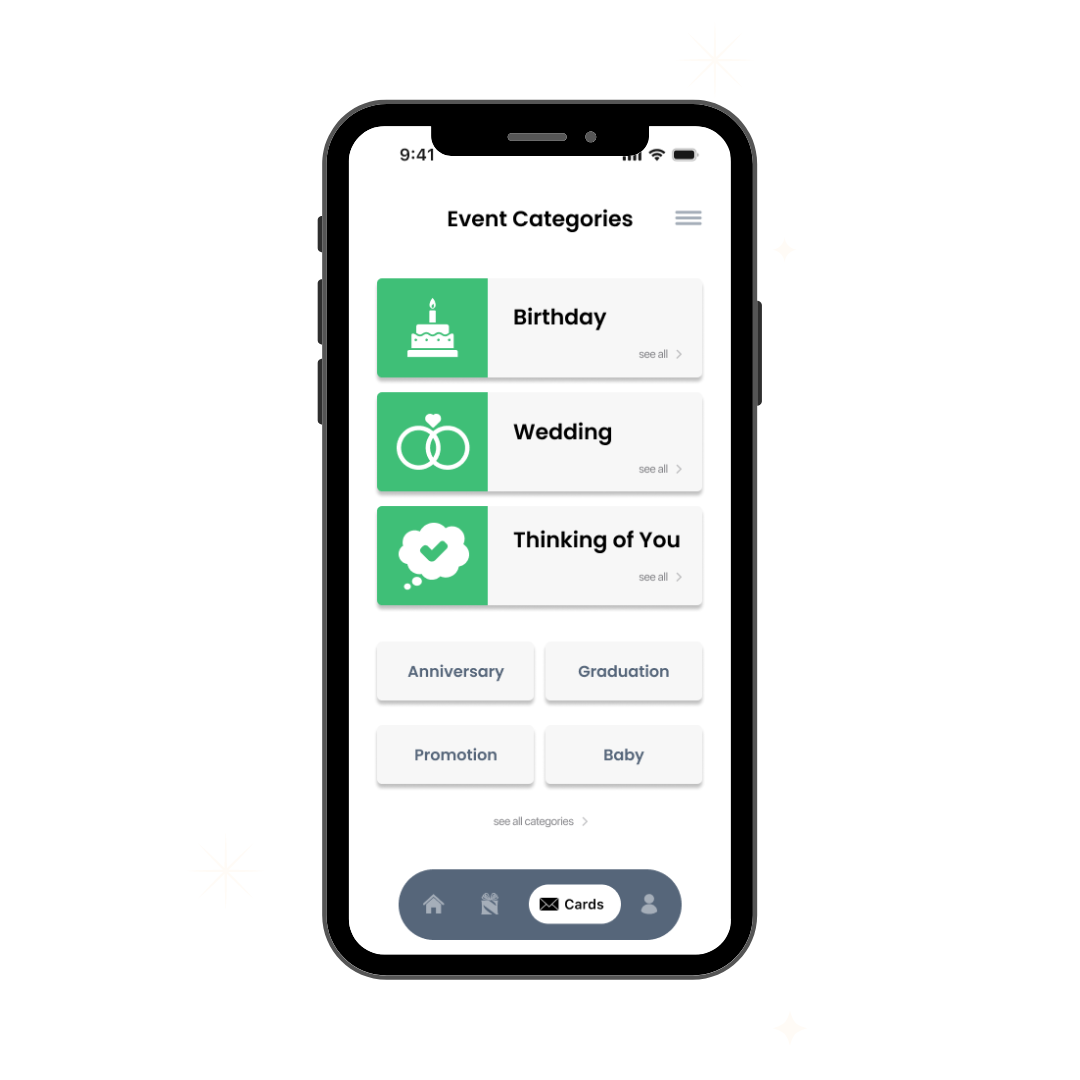 9:41
Event Categories
Birthday
see all
Wedding
see all
Thinking of You
see all
Anniversary
Graduation
Promotion
Baby
see all categories
Cards